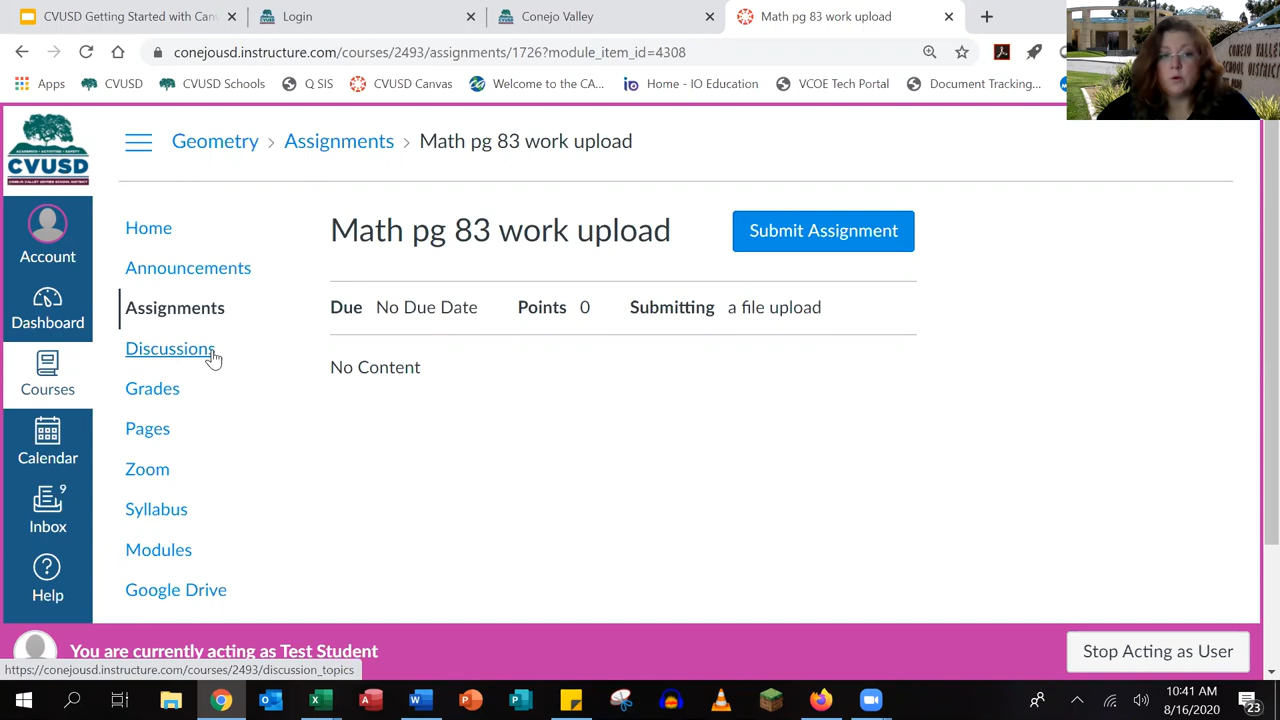 CVUSD Getting Started with Can
Login
Conejo Valley
Math pg 83 work upload
conejousd.instructure.com/courses/2493/assignments/1726?module_item_id=4308
Apps
CVUSD
CVUSD Schools
Q SIS
CVUSD Canvas
Welcome to the CA...
Home - IO Education
VCOE Tech Portal
Document Tracking...
CONEJO VALLEY
SCHOOL DISTRICT
CVUSD
Geometry > Assignments > Math pg 83 work upload
Account
Dashboard
Courses
Calendar
9
Inbox
Help
Home
Announcements
Assignments
Discussions
Grades
Pages
Zoom
Syllabus
Modules
Google Drive
Math pg 83 work upload
Submit Assignment
Due No Due Date Points 0 Submitting a file upload
No Content
You are currently acting as Test Student
Stop Acting as User
https://conejousd.instructure.com/courses/2493/discussion_topics
10:41 AM
8/16/2020
23